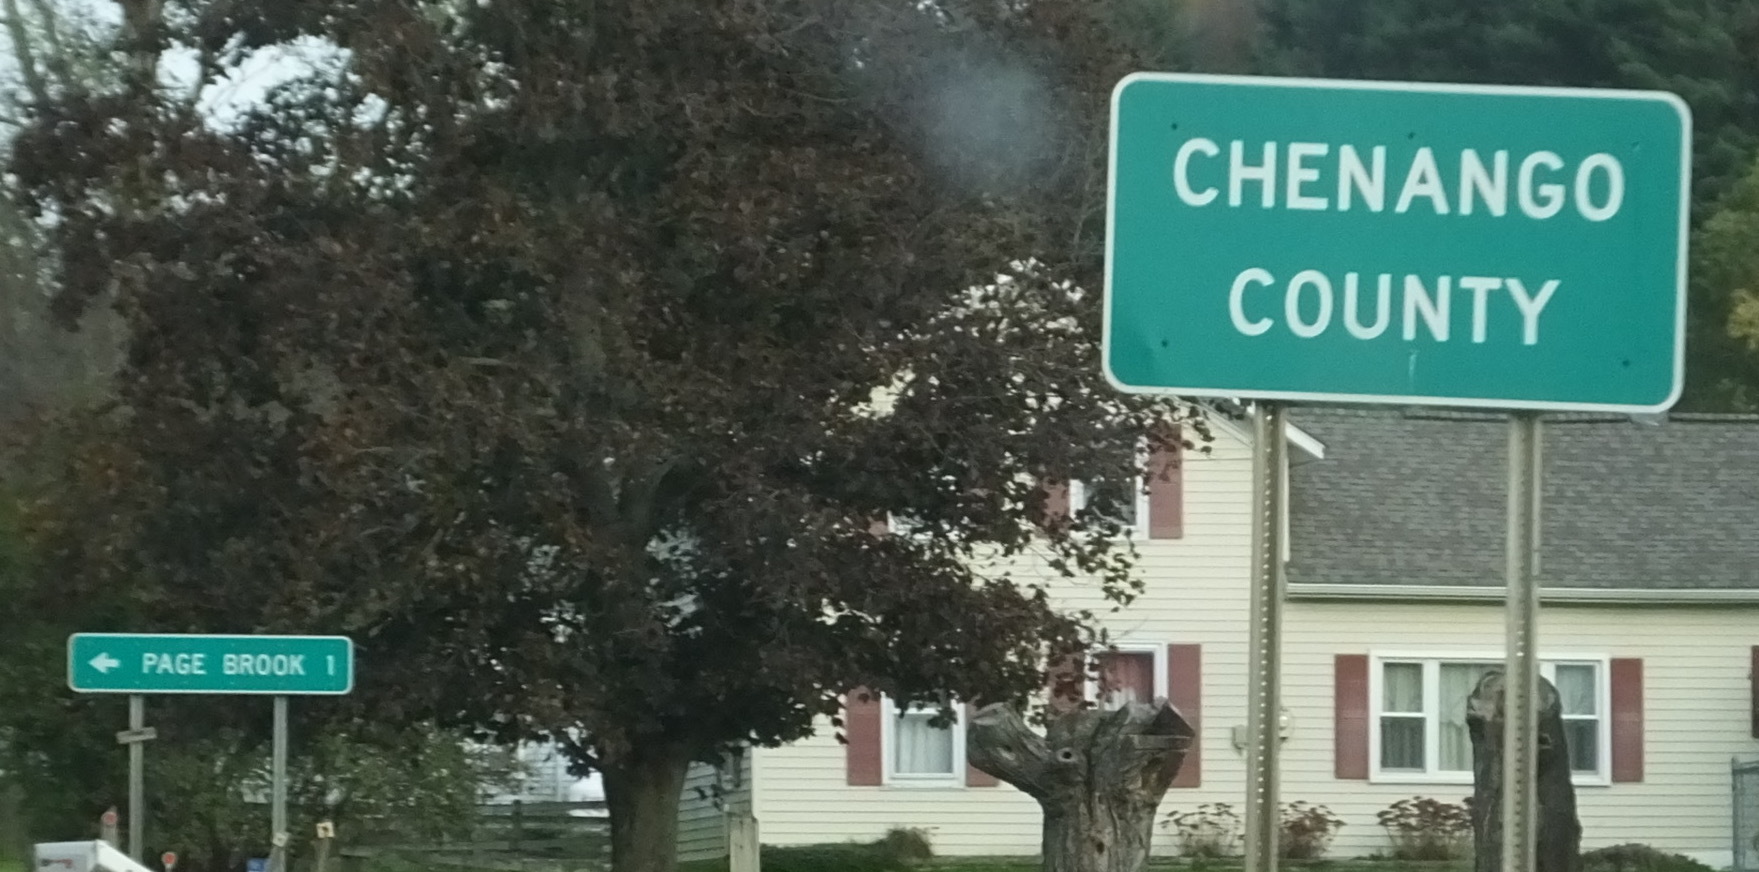 CHENANGO
COUNTY
← PAGE BROOK 1